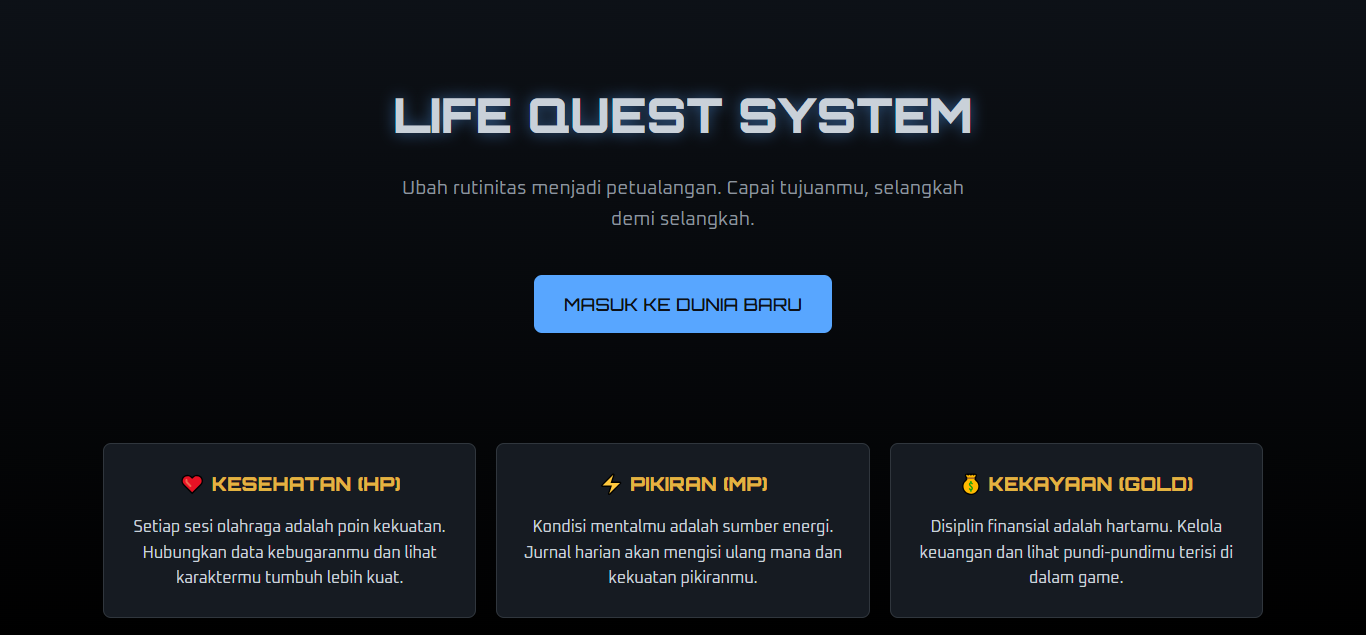 LIFE QUEST SYSTEM
Ubah rutinitas menjadi petualangan. Capai tujuanmu, selangkah
demi selangkah.
MASUK KE DUNIA BARU
❤️ KESEHATAN (HP)
Setiap sesi olahraga adalah poin kekuatan.
Hubungkan data kebugaranmu dan lihat
karaktermu tumbuh lebih kuat.
⚡ PIKIRAN (MP)
Kondisi mentalmu adalah sumber energi.
Jurnal harian akan mengisi ulang mana dan
kekuatan pikiranmu.
💰 KEKAYAAN (GOLD)
Disiplin finansial adalah hartamu. Kelola
keuangan dan lihat pundi-pundimu terisi di
dalam game.